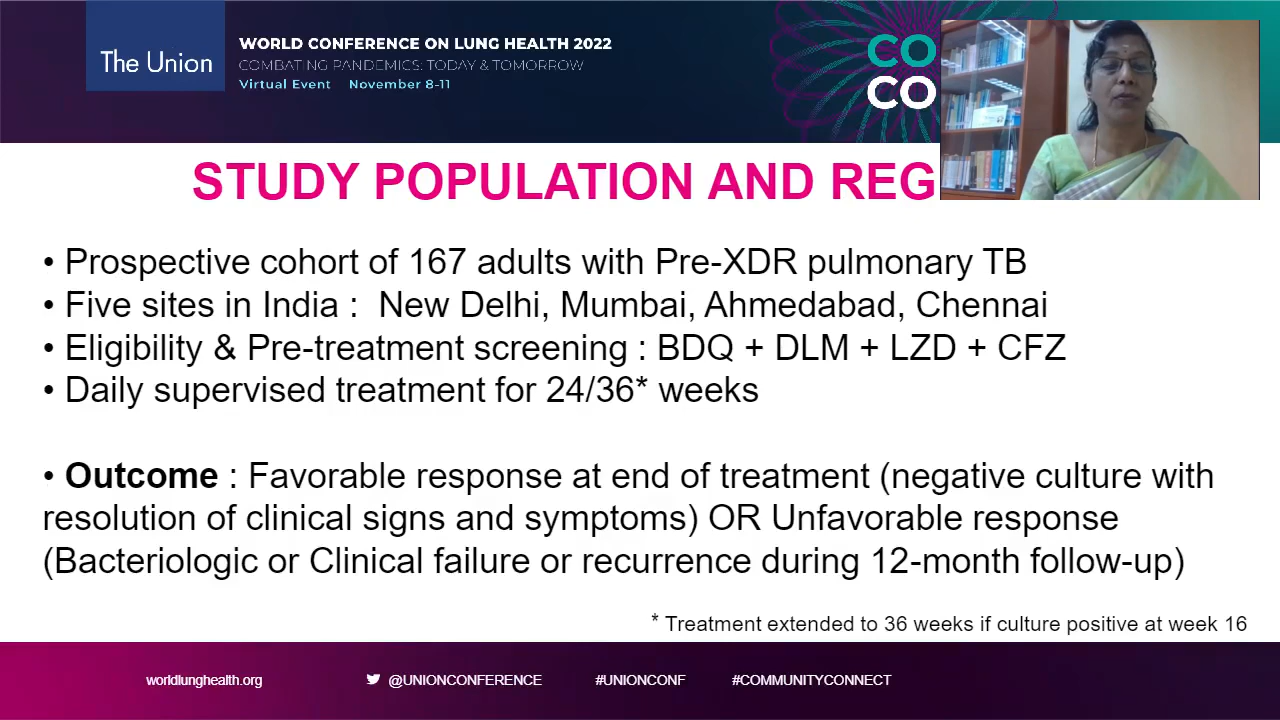 The Union
WORLD CONFERENCE ON LUNG HEALTH 2022
COMBATING PANDEMICS: TODAY & TOMORROW
Virtual Event November 8-11
CO
CO
STUDY POPULATION AND REG
• Prospective cohort of 167 adults with Pre-XDR pulmonary TB
• Five sites in India : New Delhi, Mumbai, Ahmedabad, Chennai
• Eligibility & Pre-treatment screening : BDQ + DLM + LZD + CFZ
• Daily supervised treatment for 24/36* weeks
• Outcome : Favorable response at end of treatment (negative culture with
resolution of clinical signs and symptoms) OR Unfavorable response
(Bacteriologic or Clinical failure or recurrence during 12-month follow-up)
* Treatment extended to 36 weeks if culture positive at week 16
worldlunghealth.org @UNIONCONFERENCE #UNIONCONF #COMMUNITYCONNECT